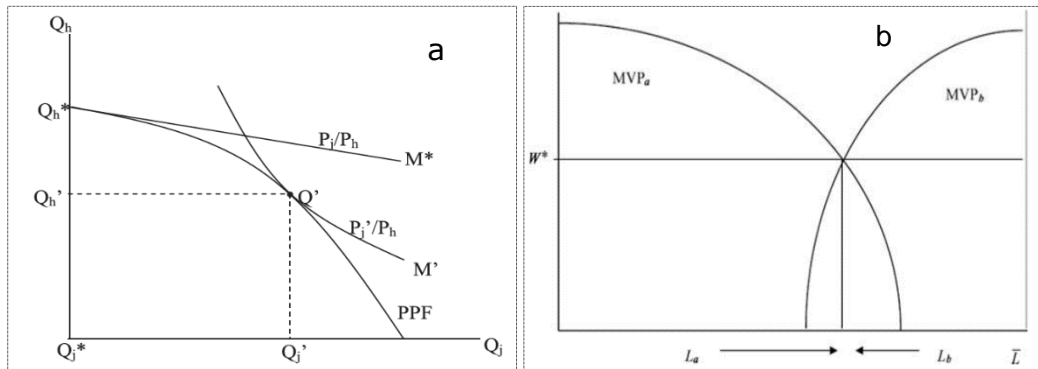 Qh
a
Qh*
Pj/Ph
M*
Qh’
Q’
Pj’/Ph
M’
PPF
Qj*
Qj’
Qj
b
MVPa
MVPb
W*
La
Lb
L̅